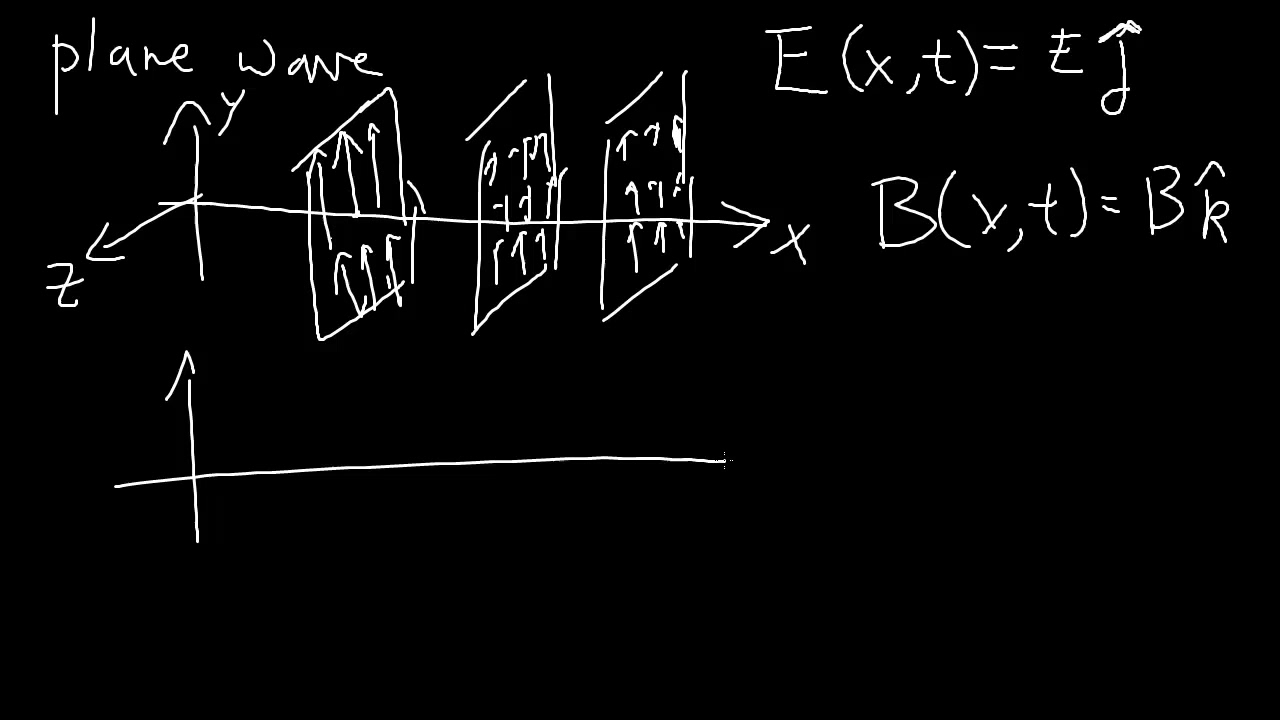 plane wave
E(x,t)= E ĵ
y
B(x,t)= B k̂
x
z